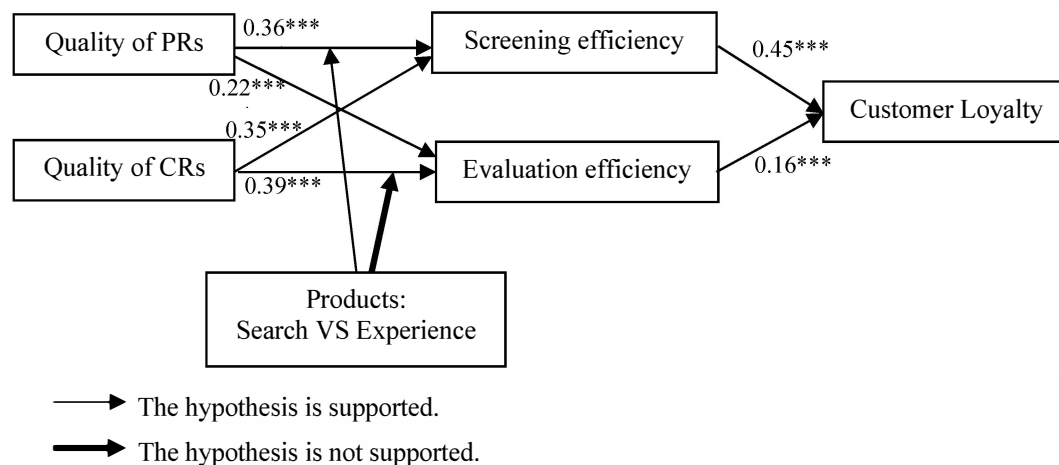 Quality of PRs
0.36***
Screening efficiency
0.45***
0.22***
Customer Loyalty
0.35***
Quality of CRs
0.39***
Evaluation efficiency
0.16***
Products:
Search VS Experience
The hypothesis is supported.
The hypothesis is not supported.